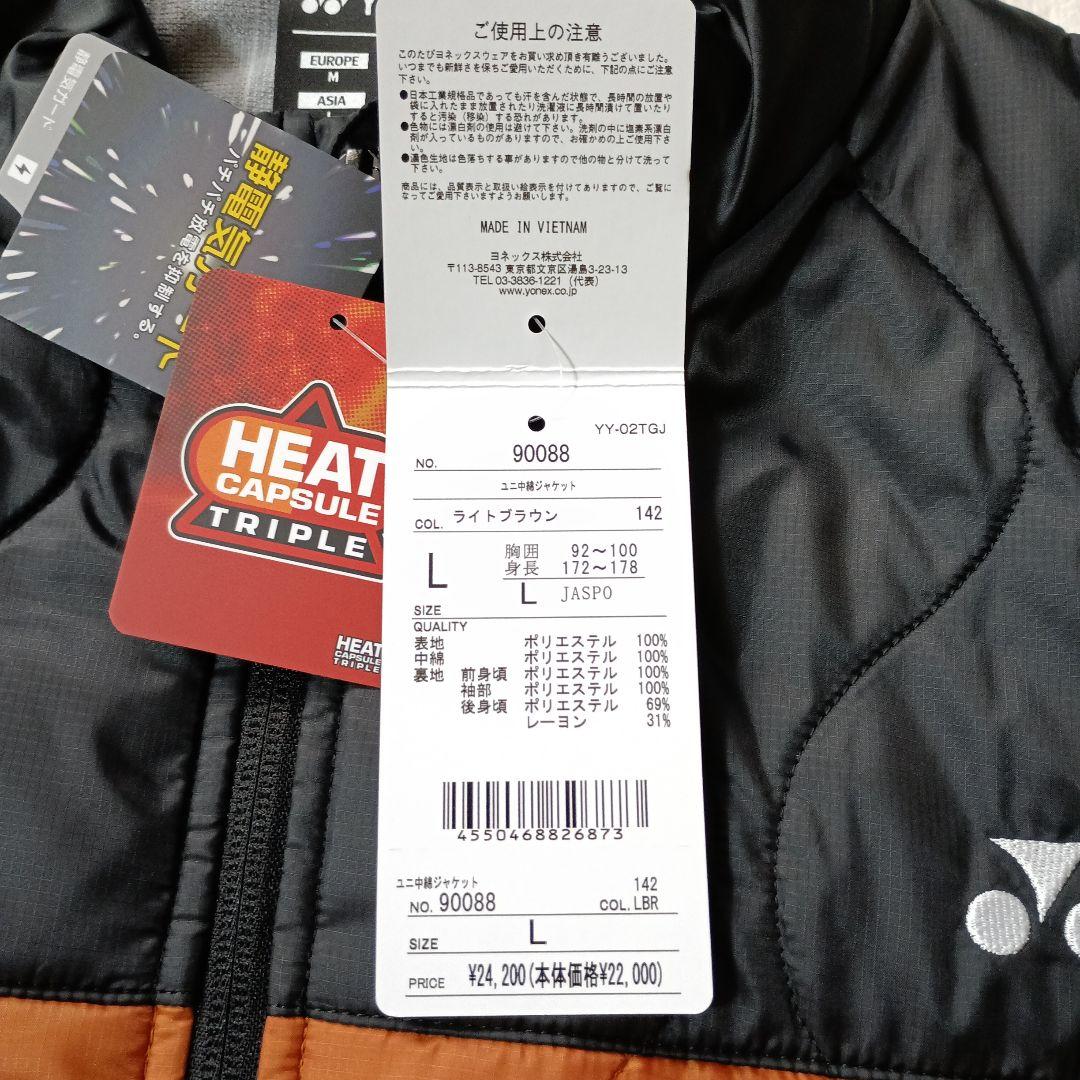 EUROPE
M
ASIA
静電気ガード
静電気ガード
パチパチ放電を抑制する。
HEAT
CAPSULE
TRIPLE
HEAT
CAPSULE
TRIPLE
ご使用上の注意
このたびヨネックスウェアをお買い求め頂き有難うございました。
いつまでも新鮮さを保ちご愛用いただくために、下記の点にご注意
下さい。
●日本工業規格品であっても汗を含んだ状態で、長時間の放置や
袋に入れたまま放置されたり洗濯液に長時間漬けて置いたり
すると汚染（移染）する恐れがあります。
●色物には漂白剤の使用は避けて下さい。洗剤の中に塩素系漂白
剤が入っているものがありますので、お確かめの上ご使用下さ
い。
●濃色生地は色落ちする事がありますので他の物と分けて洗って
下さい。
商品には、品質表示と取扱い絵表示を付けてありますので、ご覧に
なってご愛用下さいますようお願いします。
MADE IN VIETNAM
ヨネックス株式会社
〒113-8543 東京都文京区湯島3-23-13
TEL 03-3836-1221（代表）
www.yonex.co.jp
YY-02TGJ
NO. 90088
ユニ中綿ジャケット
COL. ライトブラウン 142
L 胸囲 92～100
身長 172～178
L JASPO
SIZE
QUALITY
表地 ポリエステル 100%
中綿 ポリエステル 100%
裏地 前身頃 ポリエステル 100%
袖部 ポリエステル 100%
後身頃 ポリエステル 69%
レーヨン 31%
4550468826873
ユニ中綿ジャケット 142
NO. 90088 COL. LBR
SIZE L
PRICE ¥24,200(本体価格¥22,000)